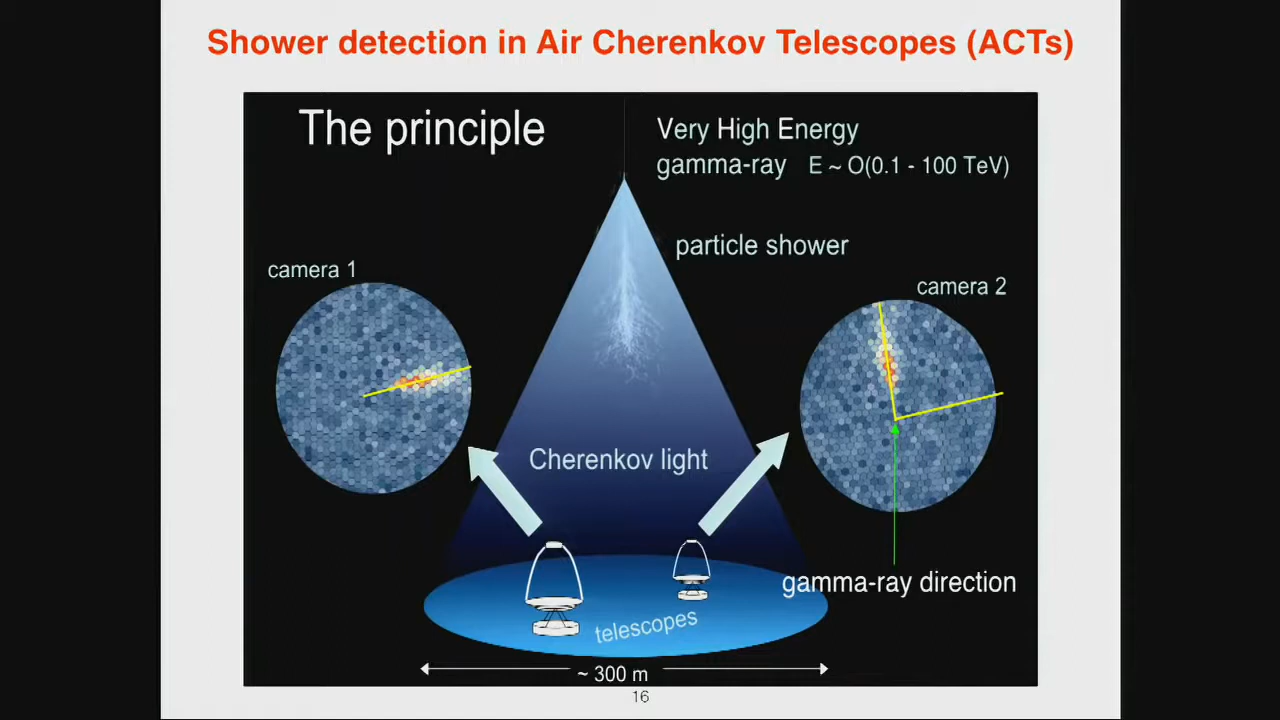 Shower detection in Air Cherenkov Telescopes (ACTs)
The principle
Very High Energy
gamma-ray E ~ O(0.1 - 100 TeV)
particle shower
camera 1
camera 2
Cherenkov light
gamma-ray direction
telescopes
~ 300 m
16